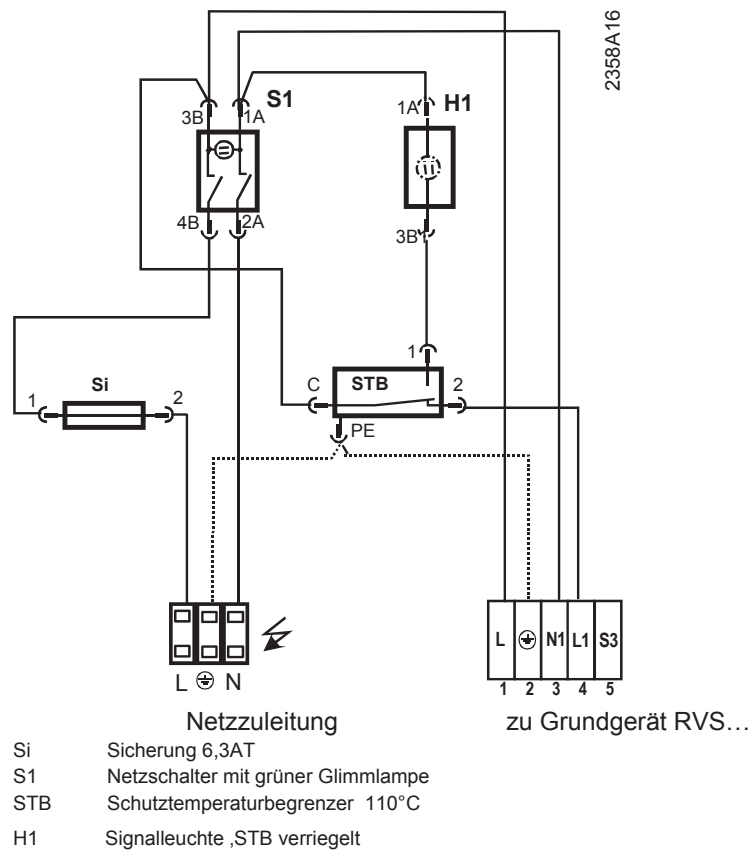 2358A16
S1
H1
3B
1A
1A
4B
2A
3B
1
Si
1
2
C
STB
2
PE
L
N1
L1
S3
1
2
3
4
5
L
N
Netzzuleitung
zu Grundgerät RVS…
Si Sicherung 6,3AT
S1 Netzschalter mit grüner Glimmlampe
STB Schutztemperaturbegrenzer 110°C
H1 Signalleuchte ,STB verriegelt